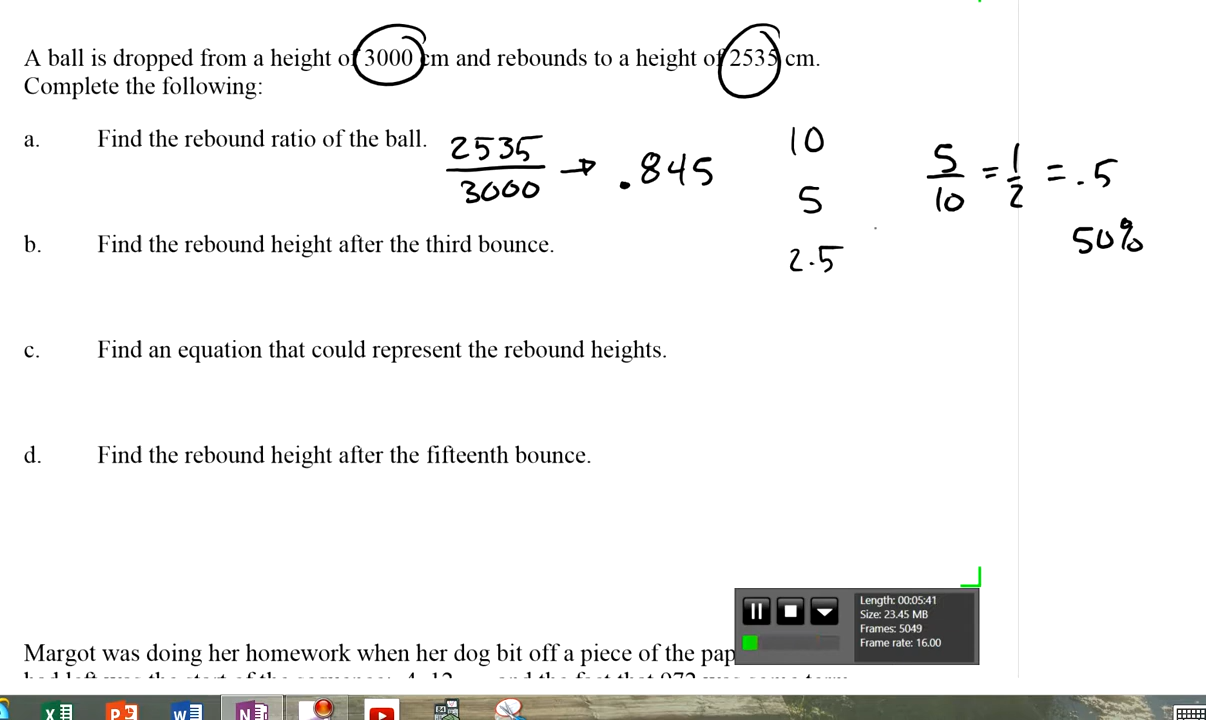 A ball is dropped from a height of 3000 cm and rebounds to a height of 2535 cm.
Complete the following:
a. Find the rebound ratio of the ball. 2535/3000 → .845
10
5
2.5
5/10 = 1/2 = .5
50%
b. Find the rebound height after the third bounce.
c. Find an equation that could represent the rebound heights.
d. Find the rebound height after the fifteenth bounce.
Length: 00:05:41
Size: 23.45 MB
Frames: 5049
Frame rate: 16.00
Margot was doing her homework when her dog bit off a piece of the pap